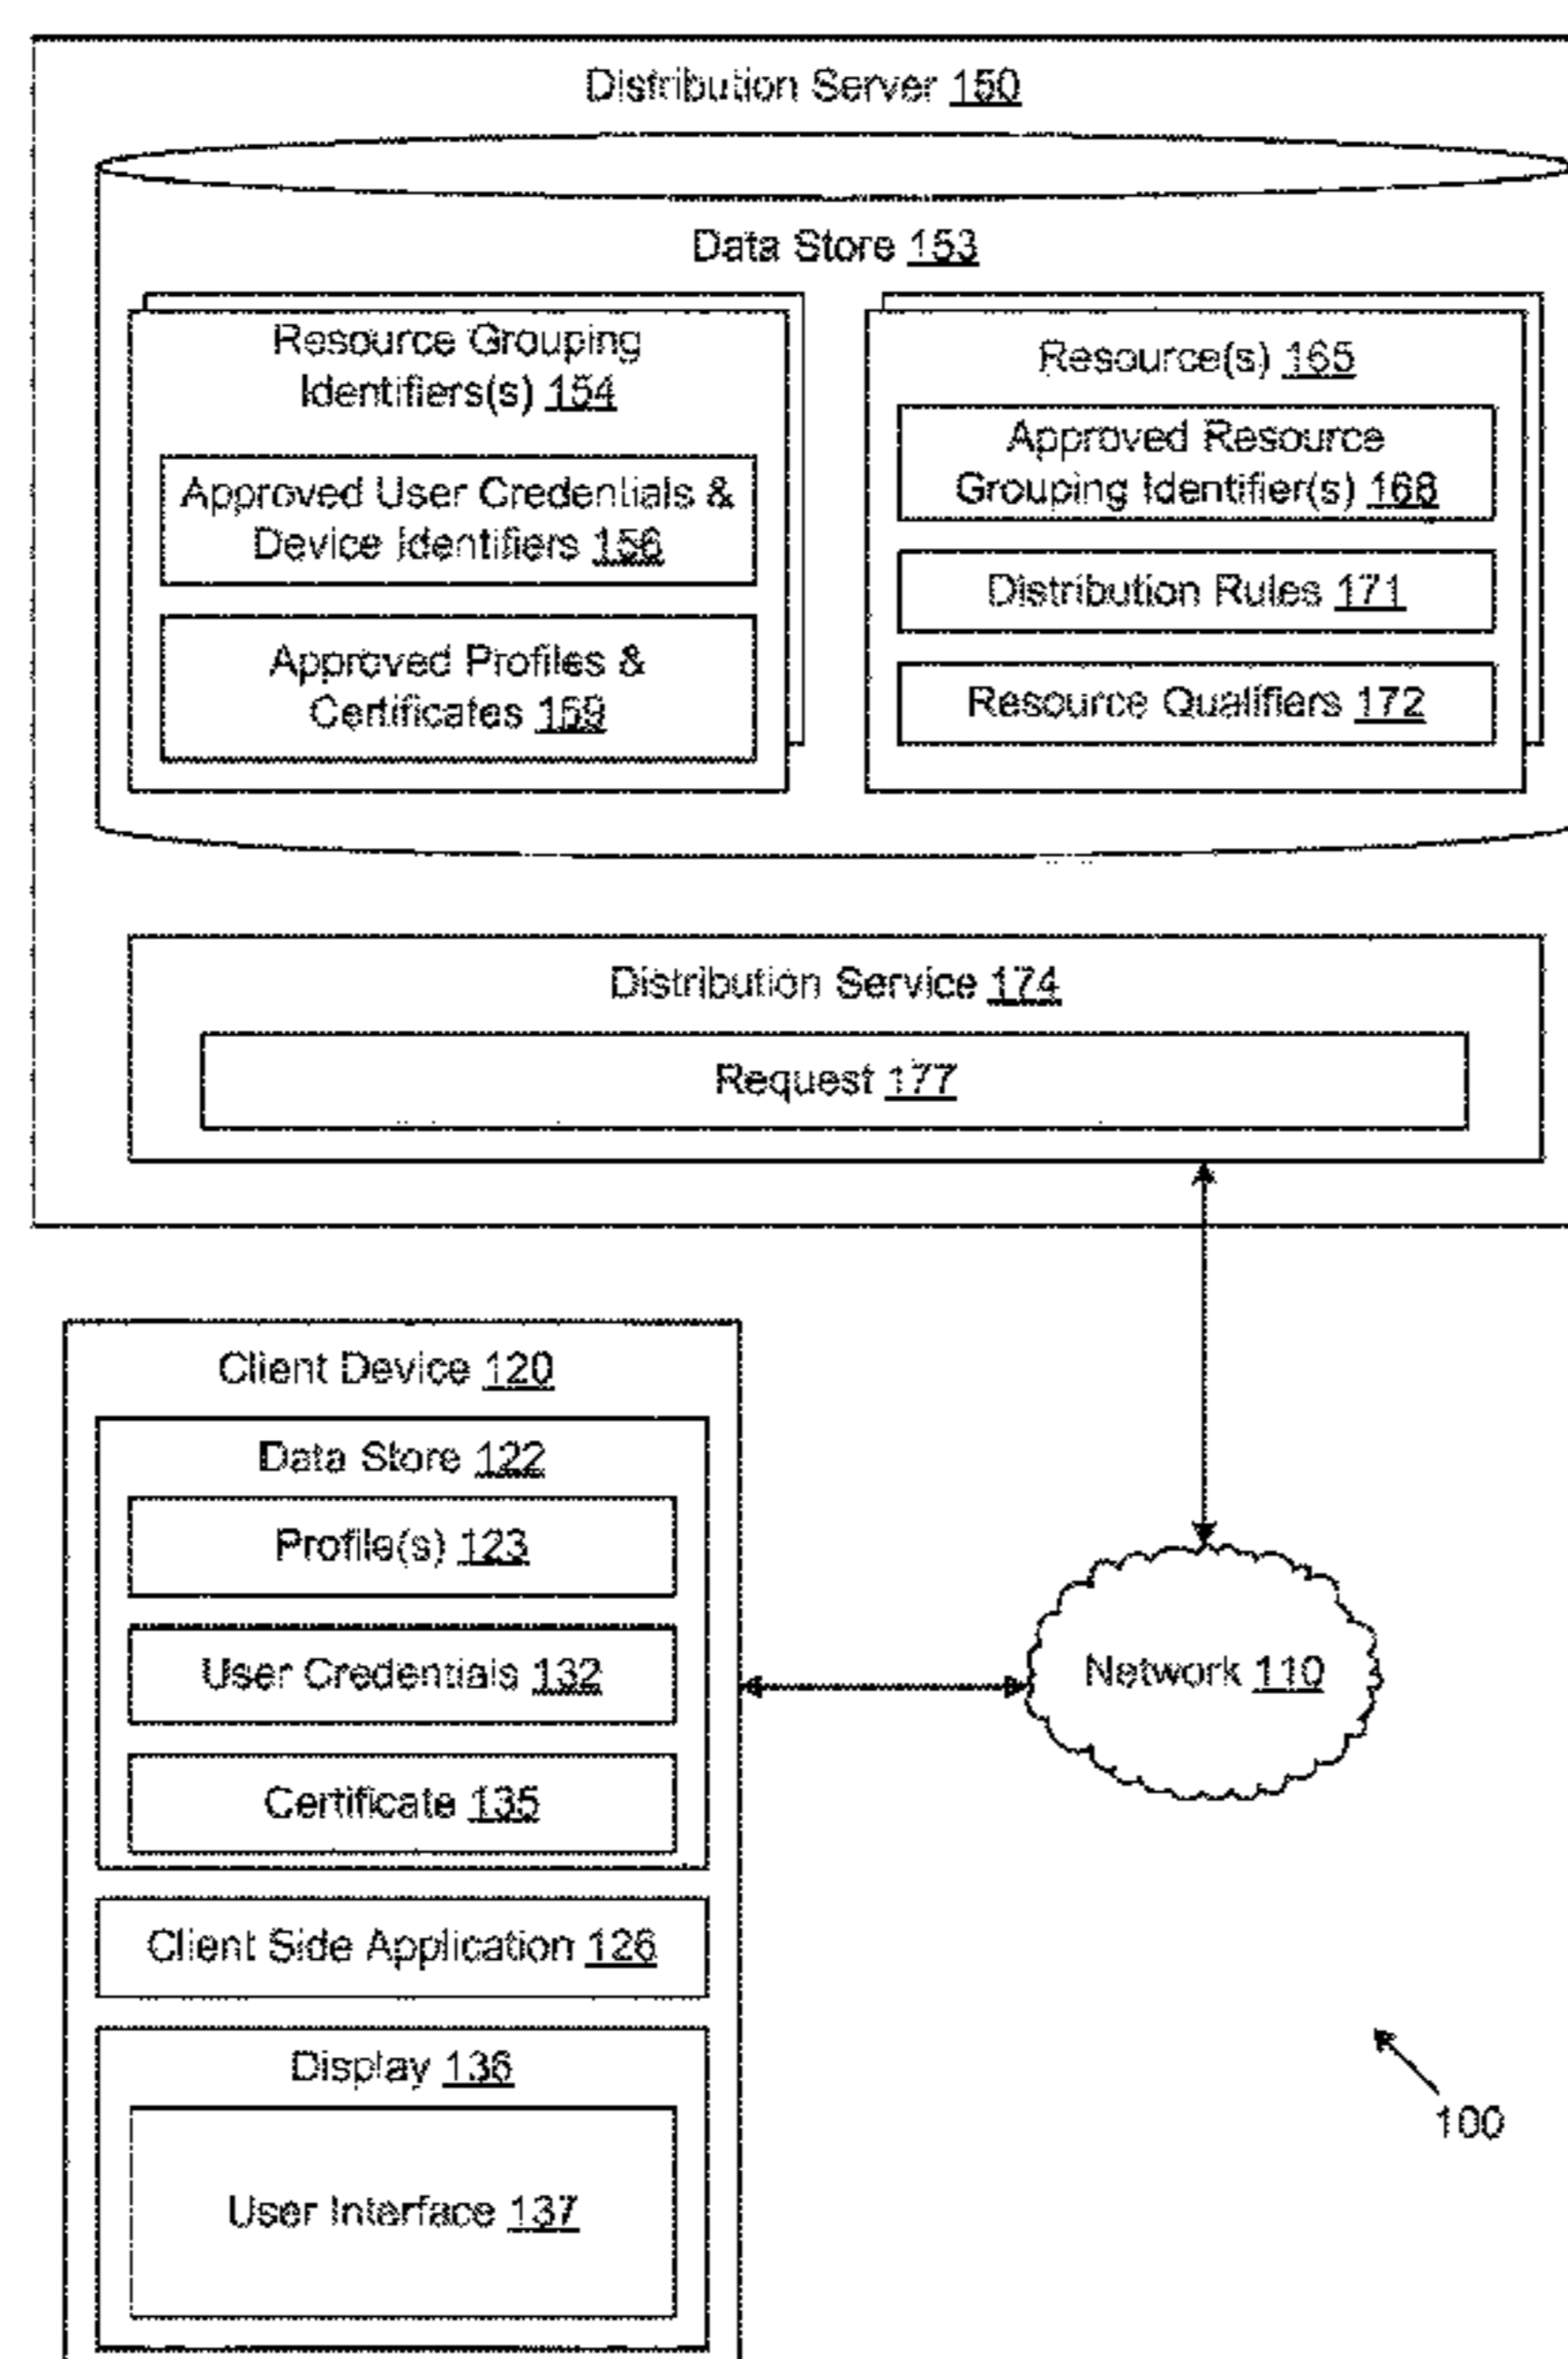 Distribution Server 150
Data Store 153
Resource Grouping
Identifiers(s) 154
Approved User Credentials &
Device Identifiers 156
Approved Profiles &
Certificates 159
Resource(s) 165
Approved Resource
Grouping Identifier(s) 168
Distribution Rules 171
Resource Qualifiers 172
Distribution Service 174
Request 177
Client Device 120
Data Store 122
Profile(s) 123
User Credentials 132
Certificate 135
Client Side Application 126
Display 136
User Interface 137
Network 110
100